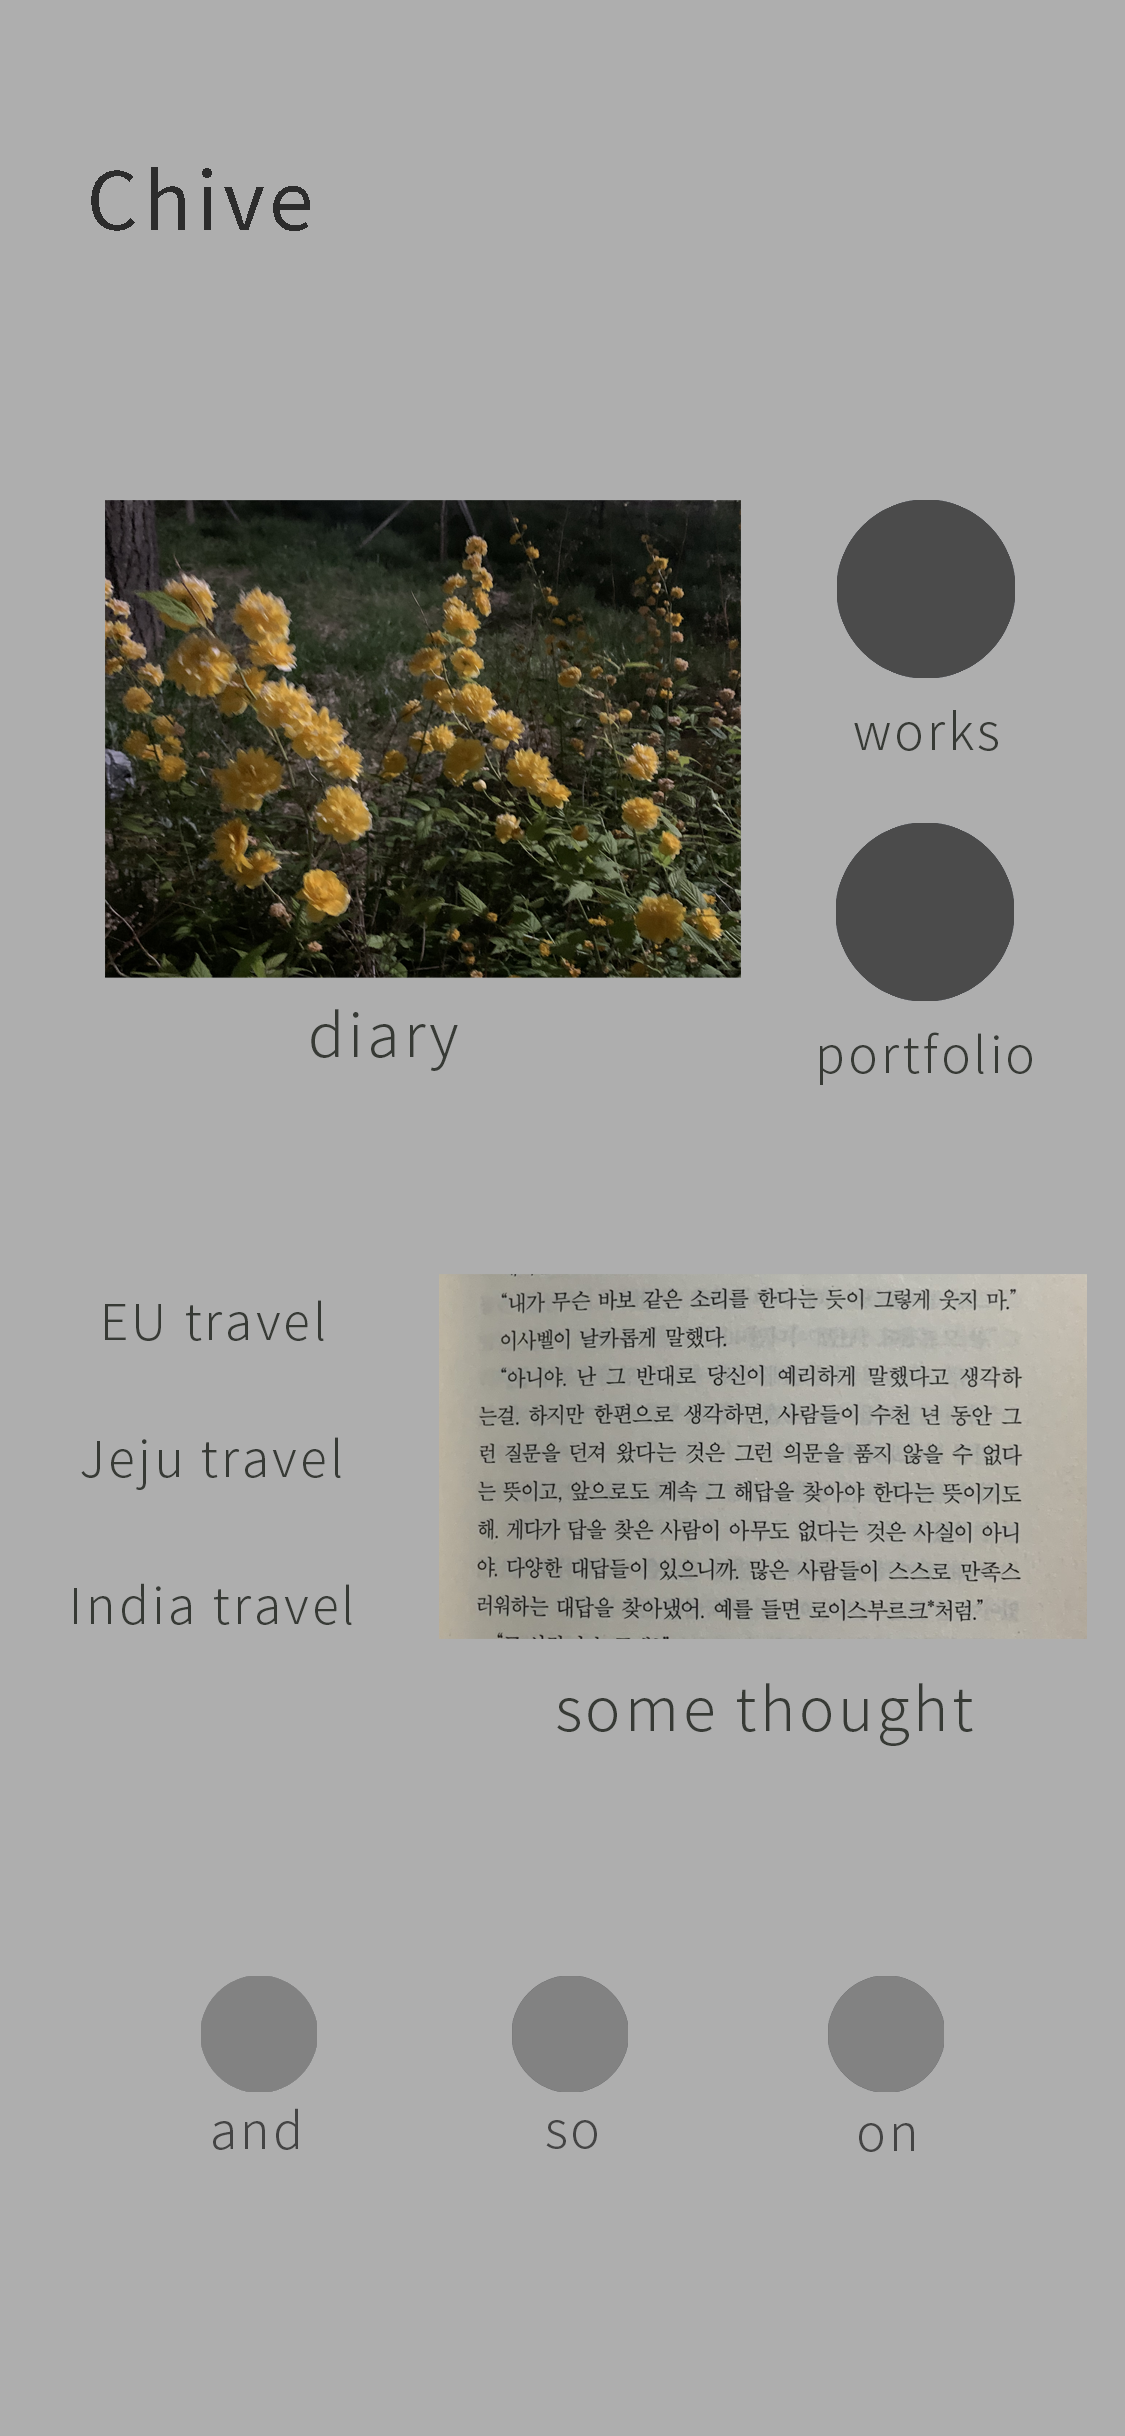 Chive
works
diary
portfolio
EU travel
Jeju travel
India travel
“내가 무슨 바보 같은 소리를 한다는 듯이 그렇게 웃지 마.”
이사벨이 날카롭게 말했다.
“아니야. 난 그 반대로 당신이 예리하게 말했다고 생각하
는걸. 하지만 한편으로 생각하면, 사람들이 수천 년 동안 그
런 질문을 던져 왔다는 것은 그런 의문을 품지 않을 수 없다
는 뜻이고, 앞으로도 계속 그 해답을 찾아야 한다는 뜻이기도
해. 게다가 답을 찾은 사람이 아무도 없다는 것은 사실이 아니
야. 다양한 대답들이 있으니까. 많은 사람들이 스스로 만족스
러워하는 대답을 찾아냈어. 예를 들면 로이스부르크*처럼.”
some thought
and
so
on